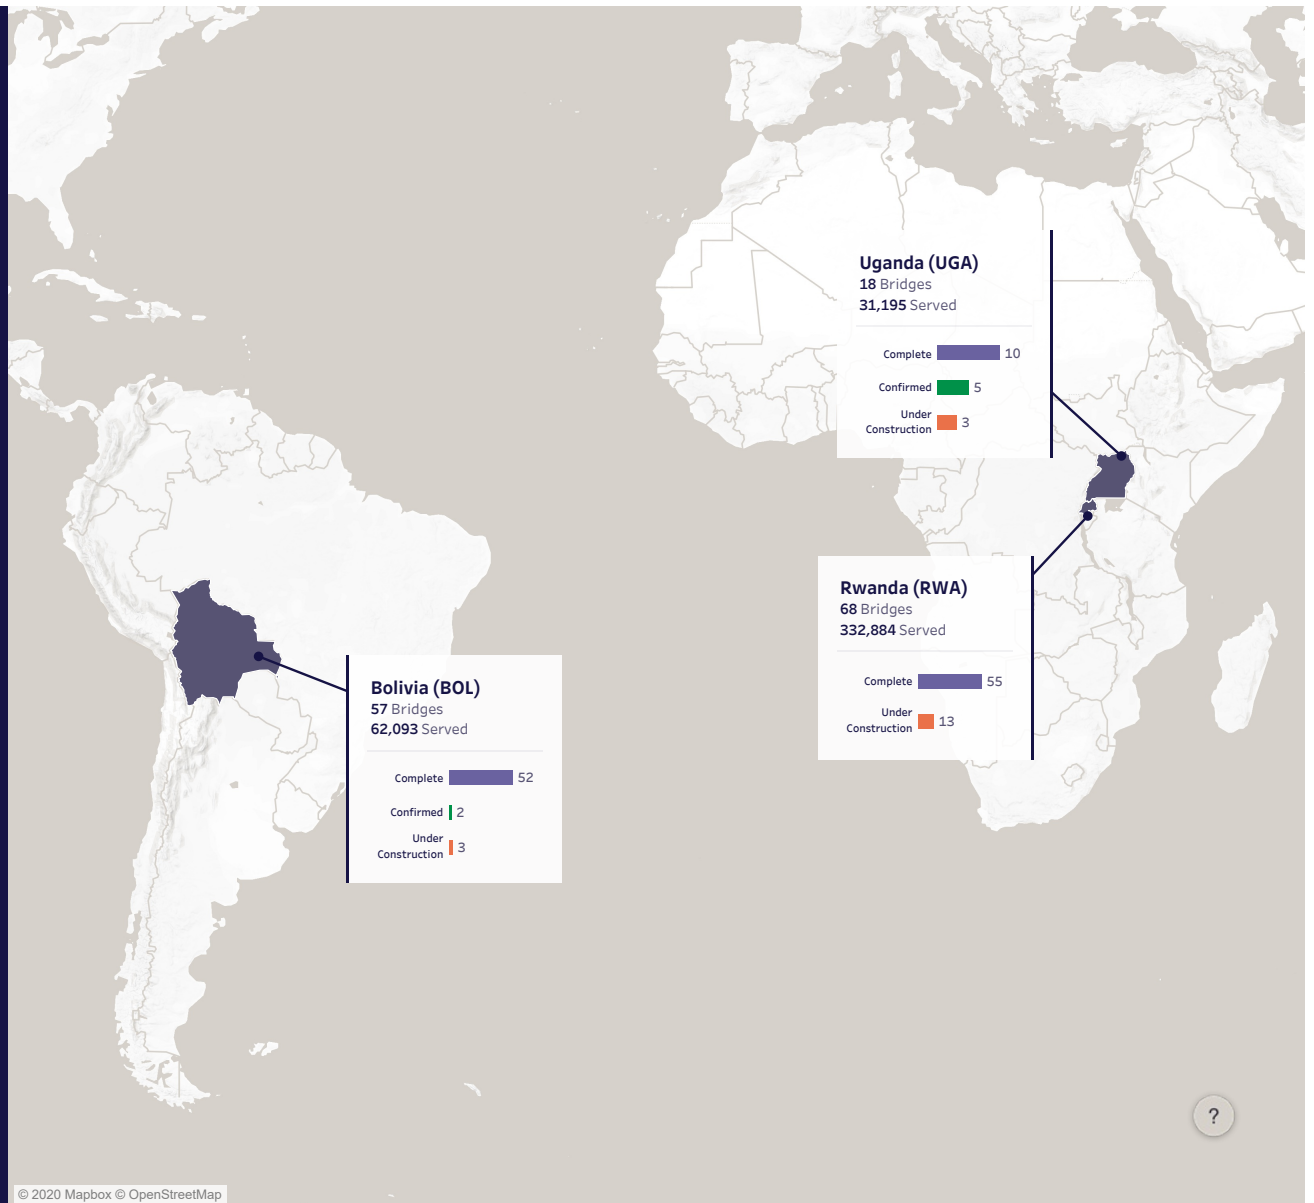 Uganda (UGA)
18 Bridges
31,195 Served
Complete 10
Confirmed 5
Under
Construction 3
Rwanda (RWA)
68 Bridges
332,884 Served
Complete 55
Under
Construction 13
Bolivia (BOL)
57 Bridges
62,093 Served
Complete 52
Confirmed 2
Under
Construction 3
?
© 2020 Mapbox © OpenStreetMap